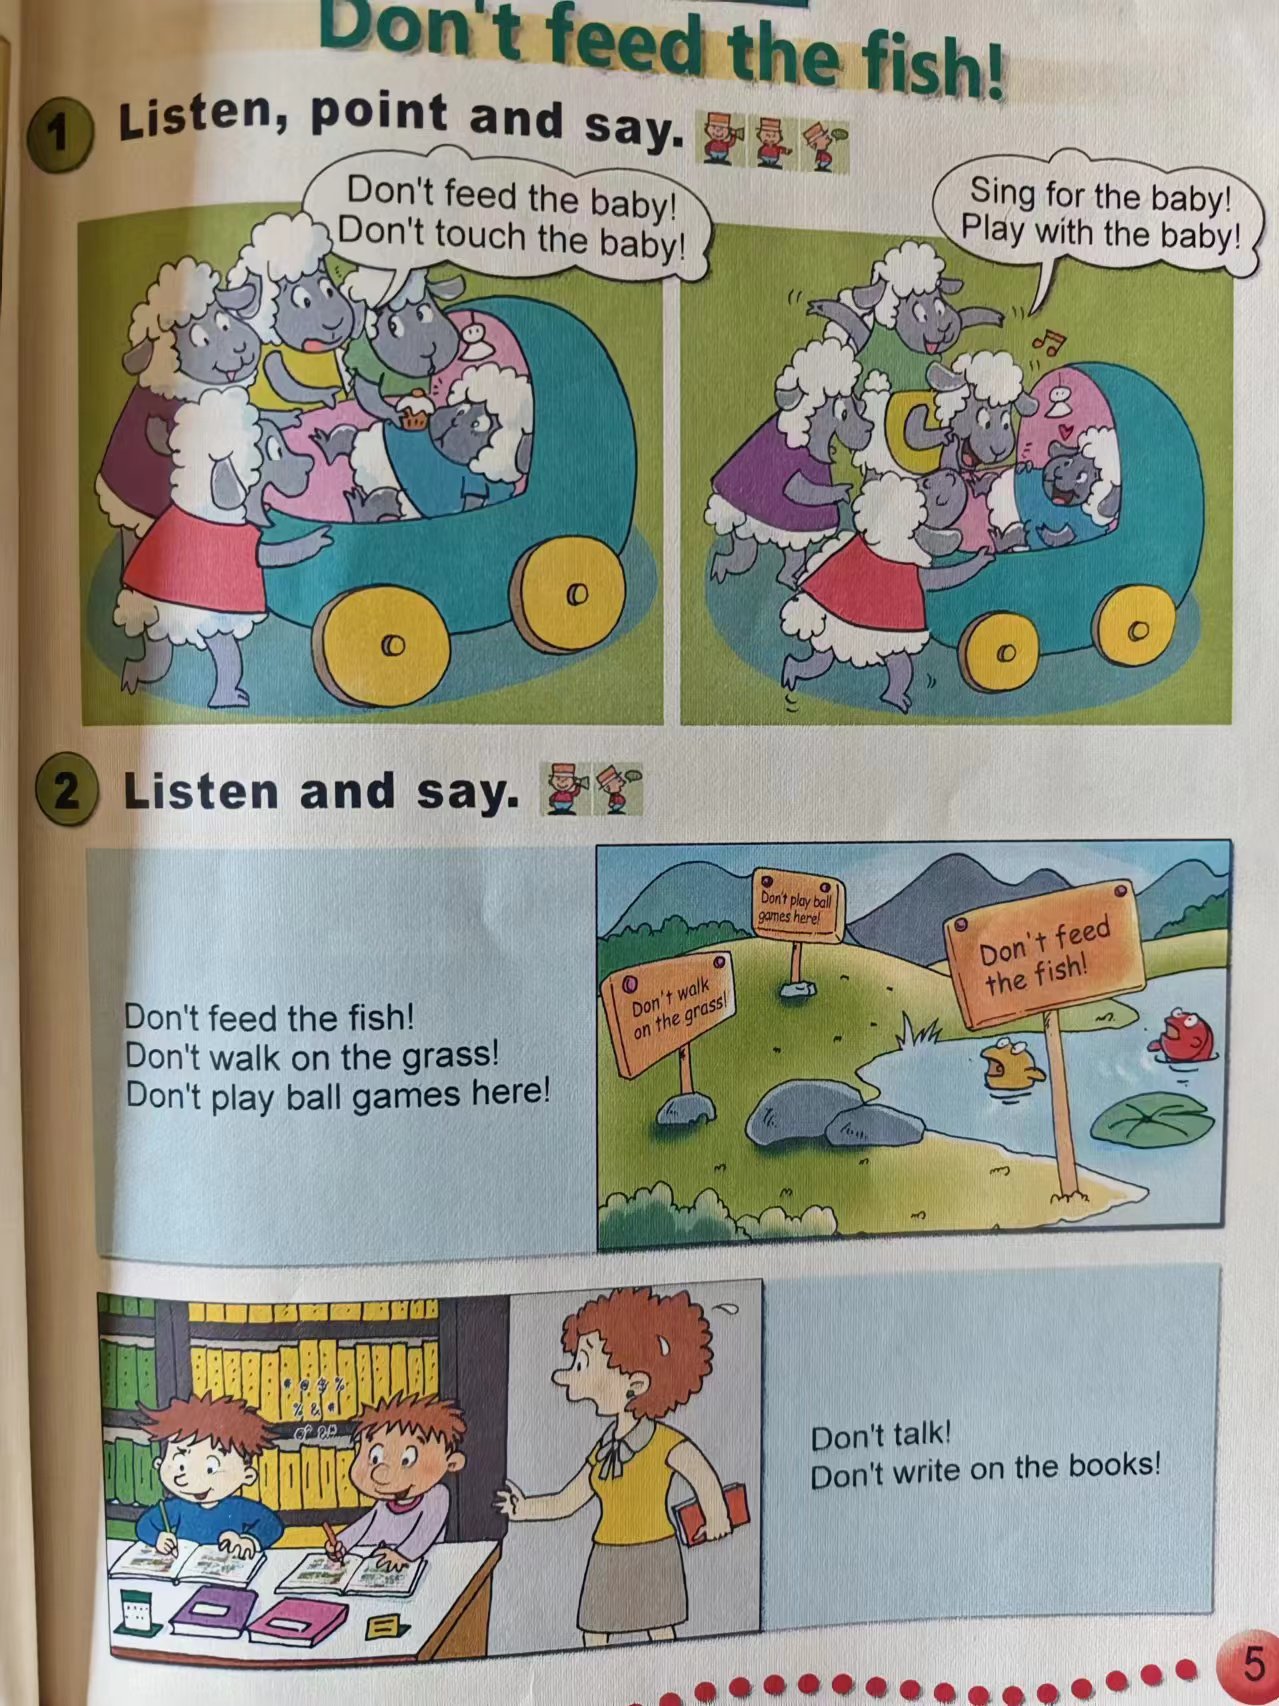 Don't feed the fish!
1 Listen, point and say.
Don't feed the baby!
Don't touch the baby!
Sing for the baby!
Play with the baby!
2 Listen and say.
Don't feed the fish!
Don't walk on the grass!
Don't play ball games here!
Don't play ball
games here!
Don't walk
on the grass!
Don't feed
the fish!
Don't talk!
Don't write on the books!
5